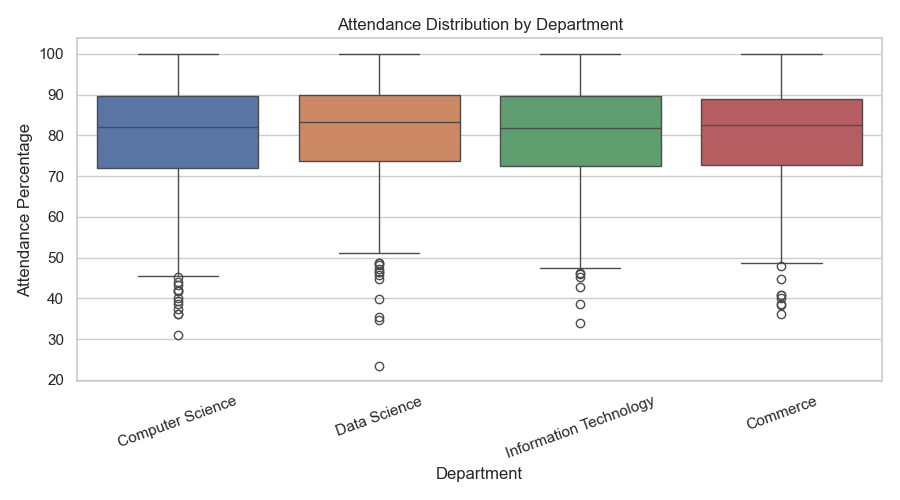 Attendance Distribution by Department
Attendance Percentage
100
90
80
70
60
50
40
30
20
Computer Science
Data Science
Information Technology
Commerce
Department